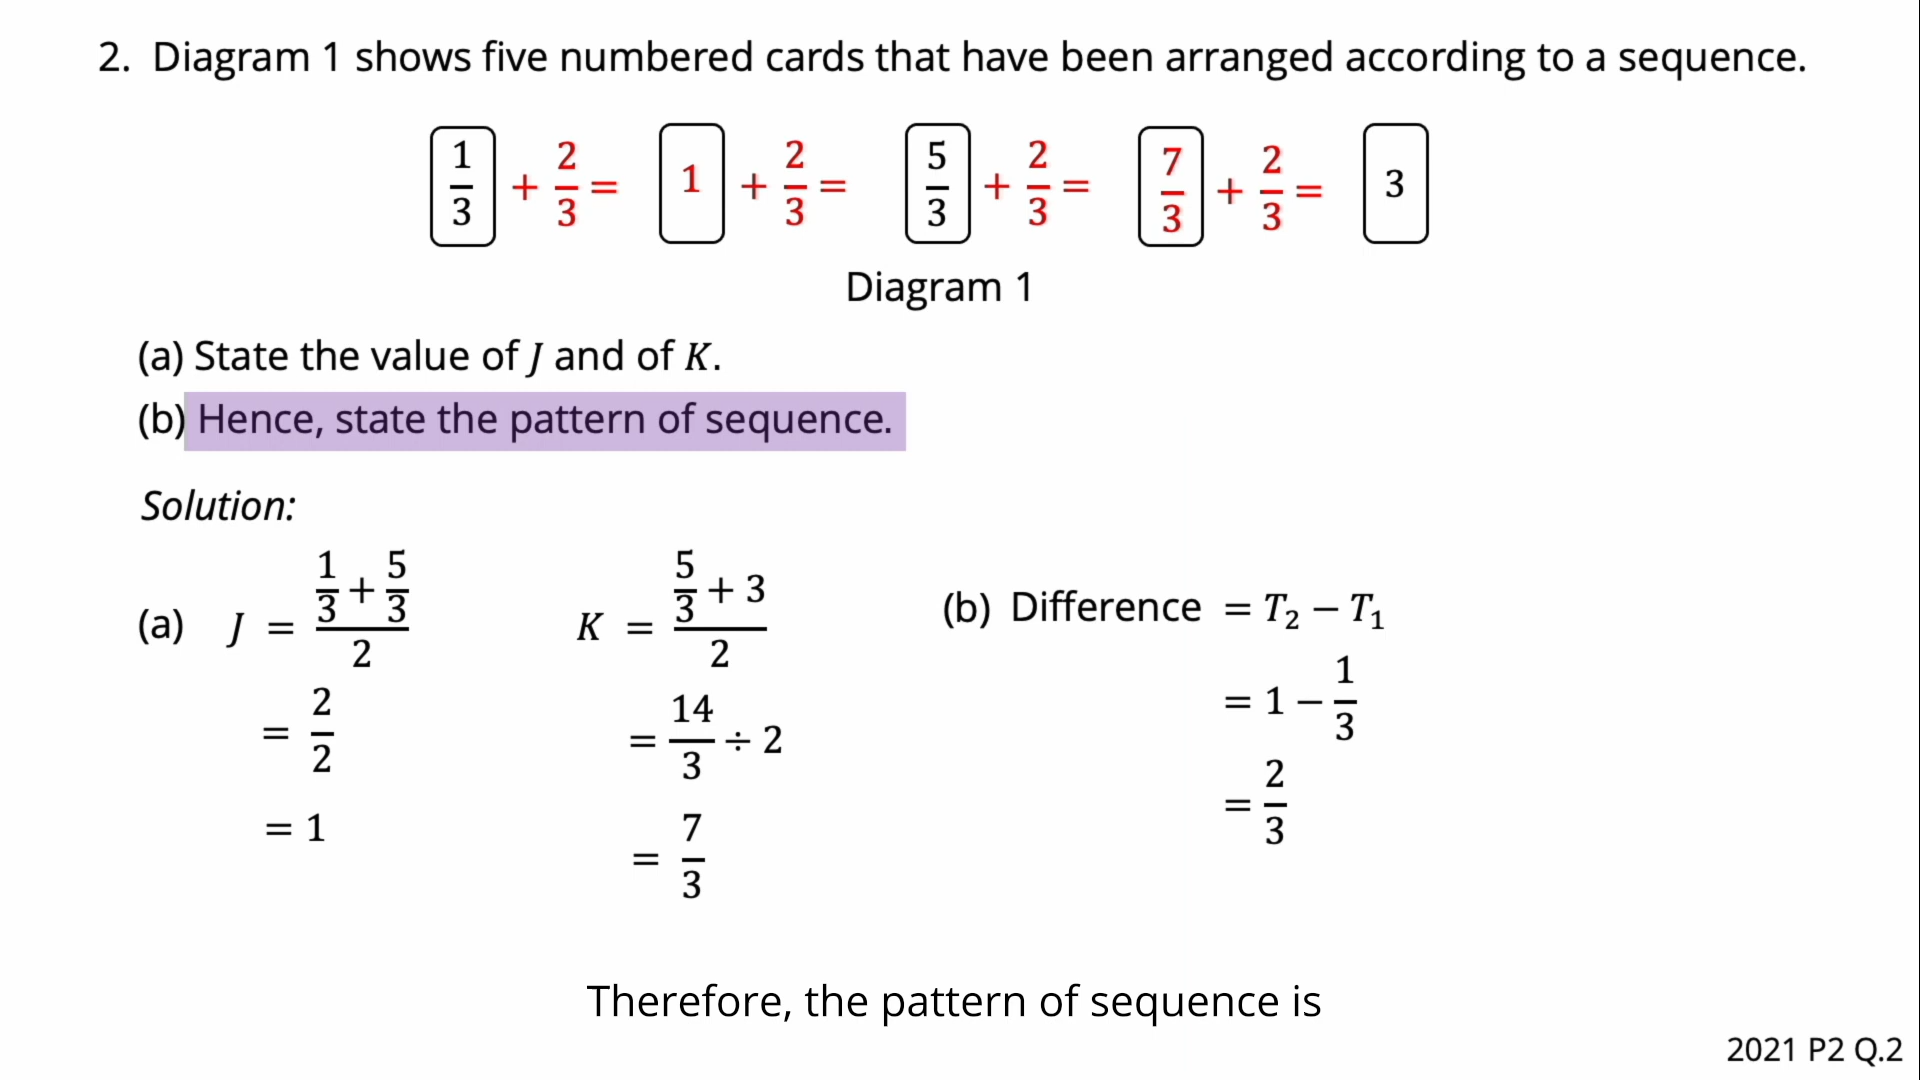 2. Diagram 1 shows five numbered cards that have been arranged according to a sequence.
1/3 + 2/3 = 1 + 2/3 = 5/3 + 2/3 = 7/3 + 2/3 = 3
Diagram 1
(a) State the value of J and of K.
(b) Hence, state the pattern of sequence.
Solution:
(a) J = (1/3 + 5/3)/2
= 2/2
= 1
K = (5/3 + 3)/2
= 14/3 ÷ 2
= 7/3
(b) Difference = T₂ − T₁
= 1 − 1/3
= 2/3
Therefore, the pattern of sequence is
2021 P2 Q.2